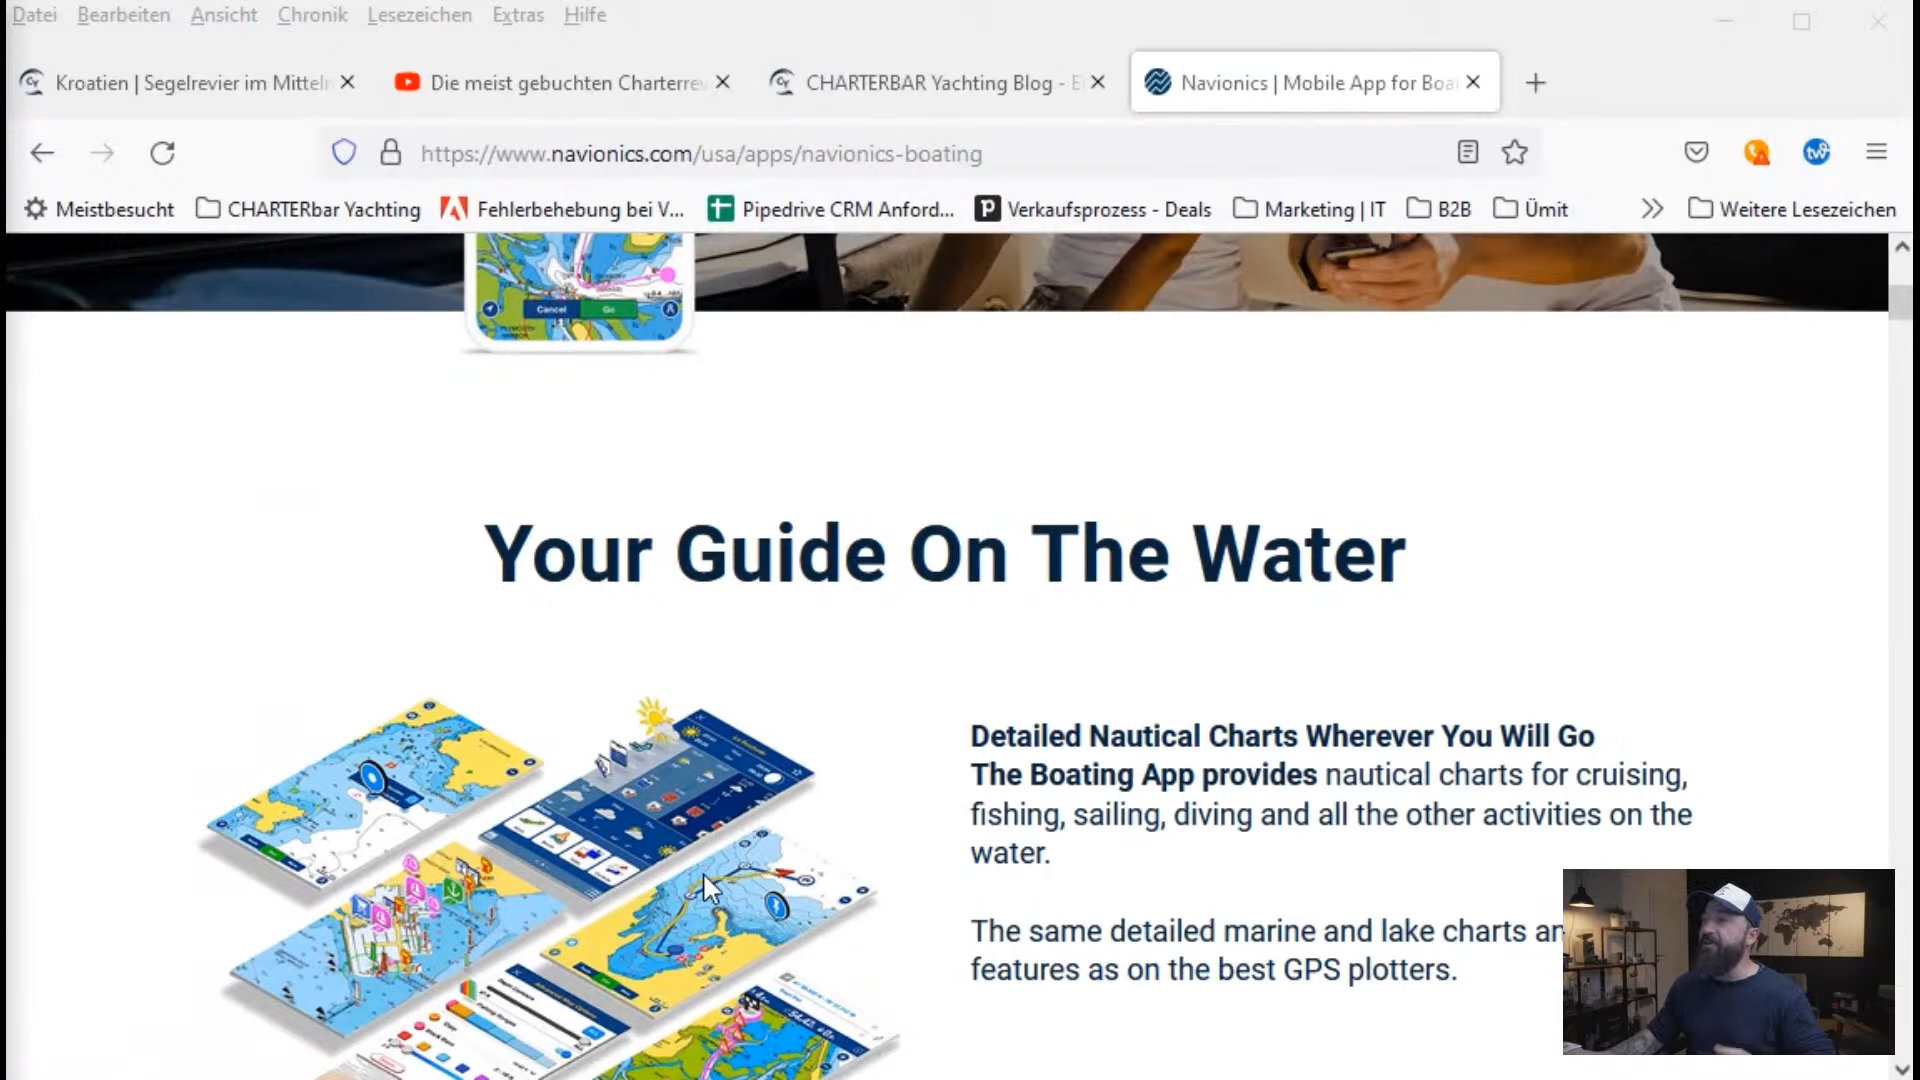 Datei Bearbeiten Ansicht Chronik Lesezeichen Extras Hilfe
Kroatien | Segelrevier im Mitteln
Die meist gebuchten Charterrev
CHARTERBAR Yachting Blog - E
Navionics | Mobile App for Boa
https://www.navionics.com/usa/apps/navionics-boating
Meistbesucht CHARTERbar Yachting Fehlerbehebung bei V... Pipedrive CRM Anford... Verkaufsprozess - Deals Marketing | IT B2B Ümit Weitere Lesezeichen
Cancel Go
Your Guide On The Water
Detailed Nautical Charts Wherever You Will Go
The Boating App provides nautical charts for cruising,
fishing, sailing, diving and all the other activities on the
water.
The same detailed marine and lake charts an
features as on the best GPS plotters.